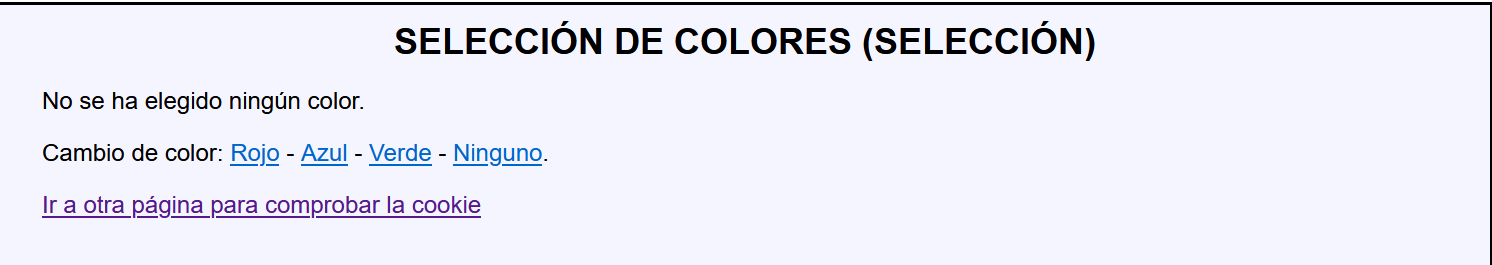 SELECCIÓN DE COLORES (SELECCIÓN)
No se ha elegido ningún color.
Cambio de color: Rojo - Azul - Verde - Ninguno.
Ir a otra página para comprobar la cookie